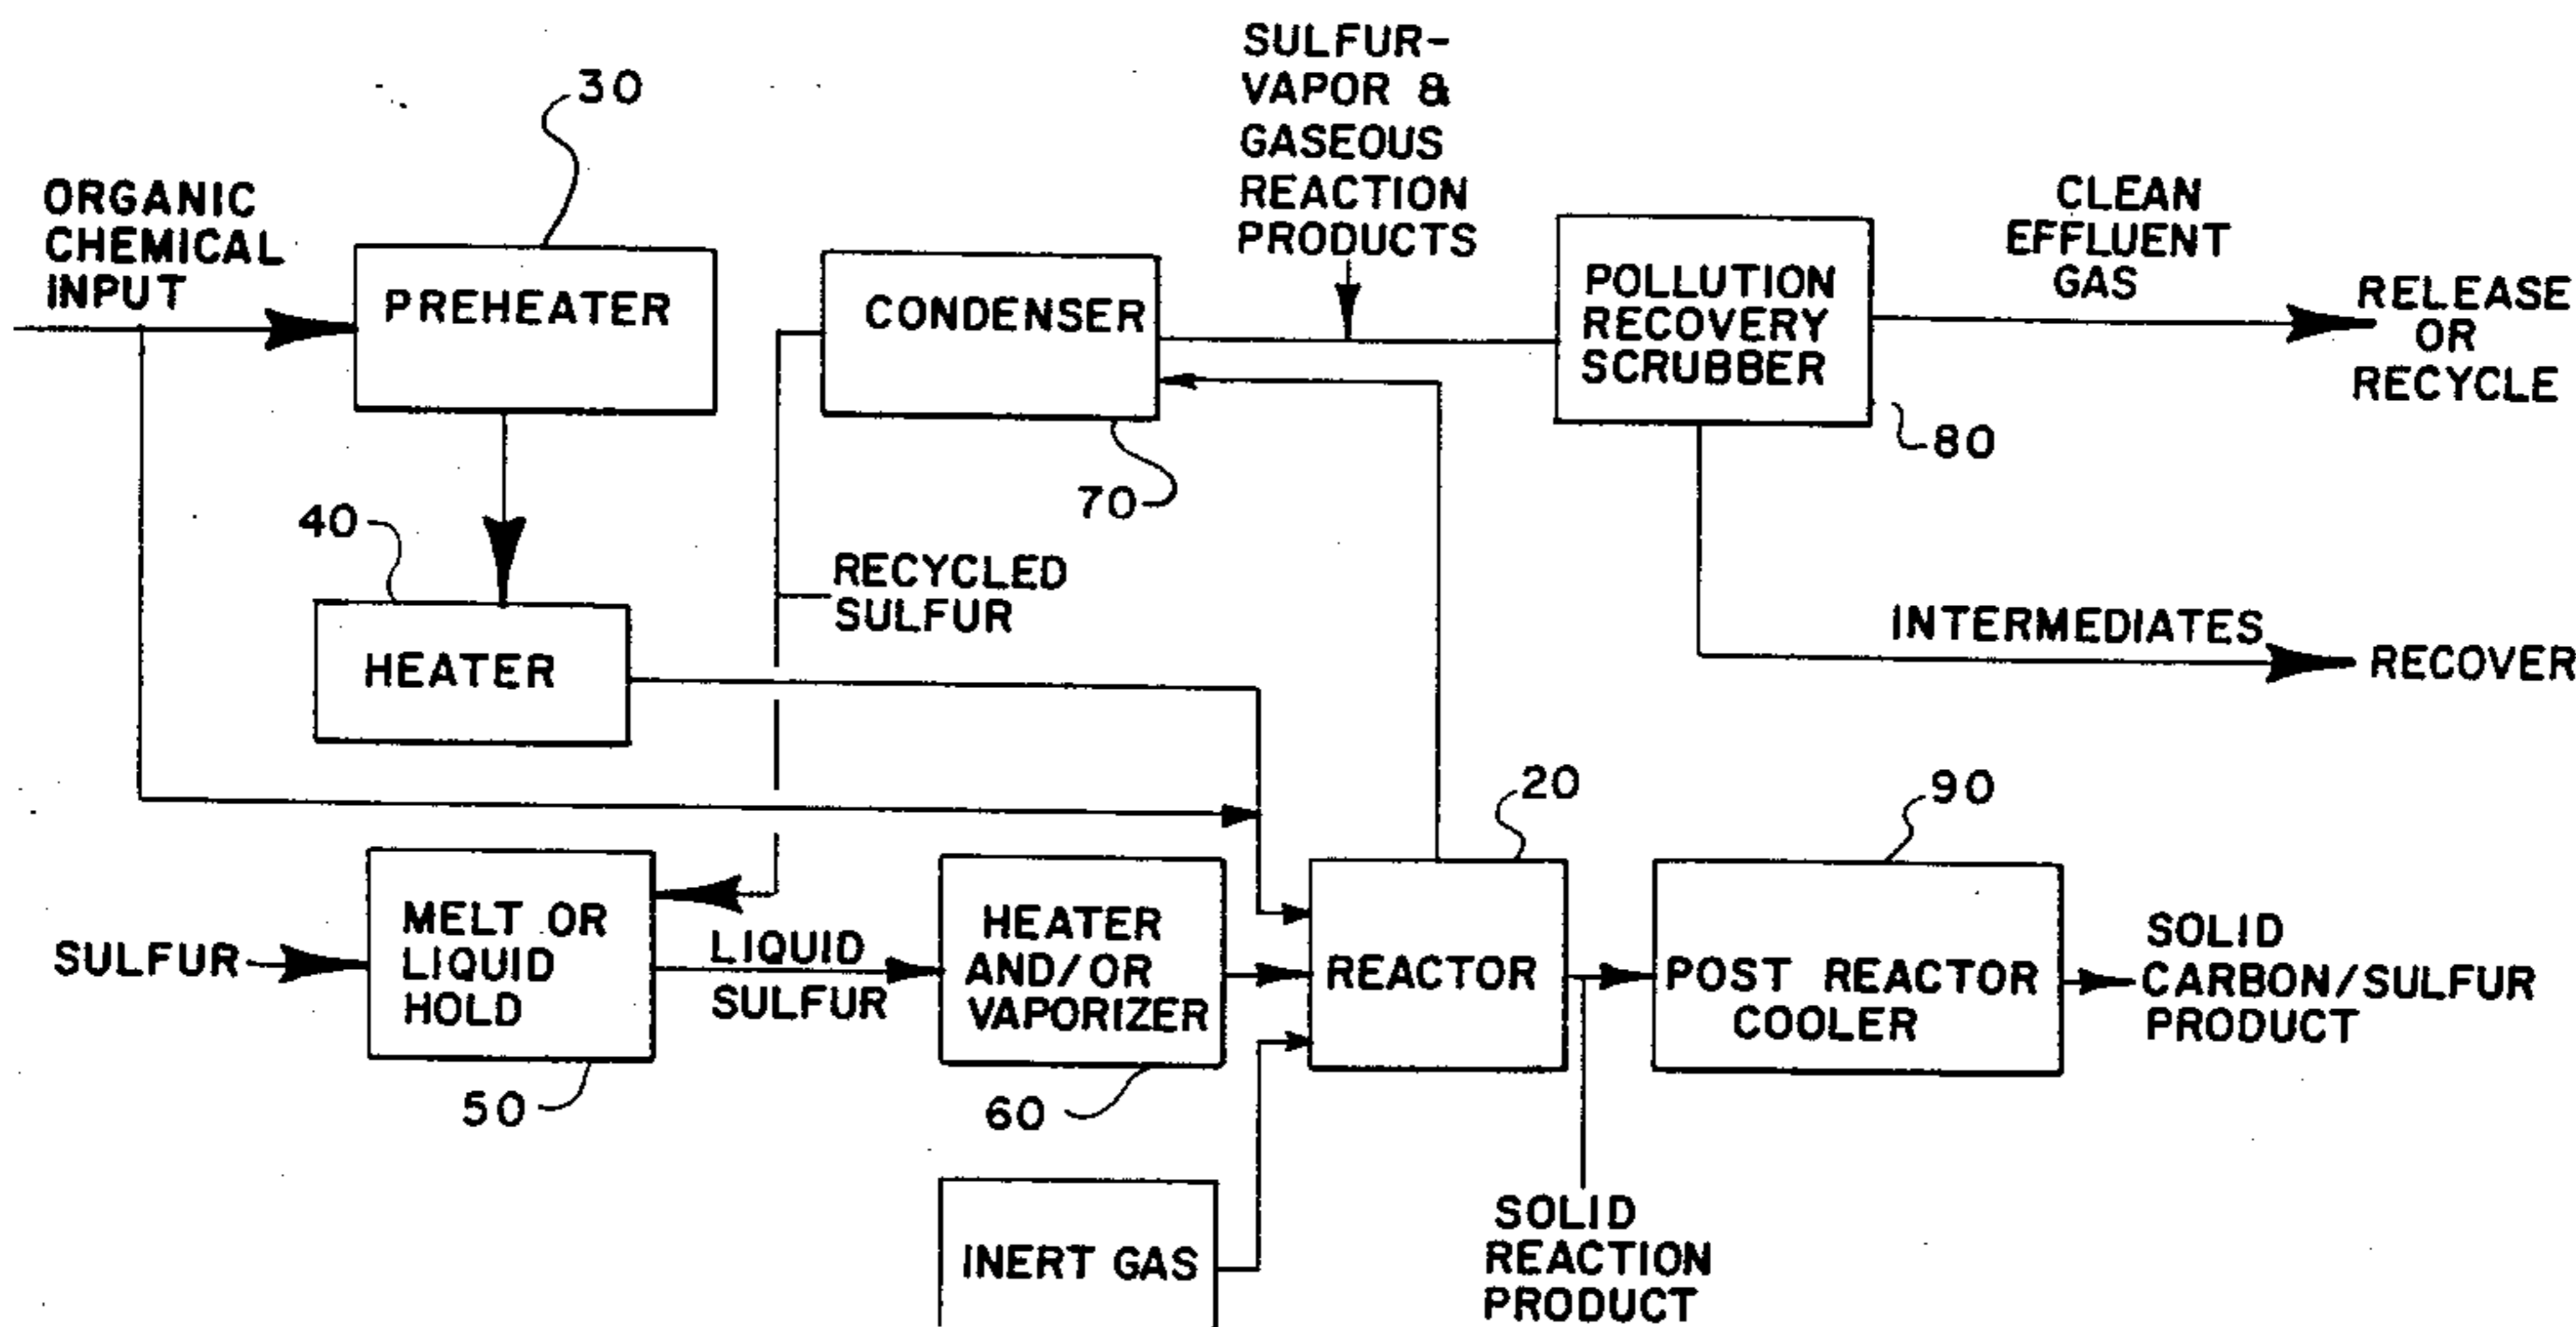 SULFUR-
VAPOR &
GASEOUS
REACTION
PRODUCTS
30
ORGANIC
CHEMICAL
INPUT
PREHEATER
CONDENSER
POLLUTION
RECOVERY
SCRUBBER
CLEAN
EFFLUENT
GAS
RELEASE
OR
RECYCLE
80
70
40
RECYCLED
SULFUR
HEATER
INTERMEDIATES
RECOVER
20
90
SULFUR
MELT OR
LIQUID
HOLD
LIQUID
SULFUR
HEATER
AND/OR
VAPORIZER
REACTOR
POST REACTOR
COOLER
SOLID
CARBON/SULFUR
PRODUCT
50
60
INERT GAS
SOLID
REACTION
PRODUCT